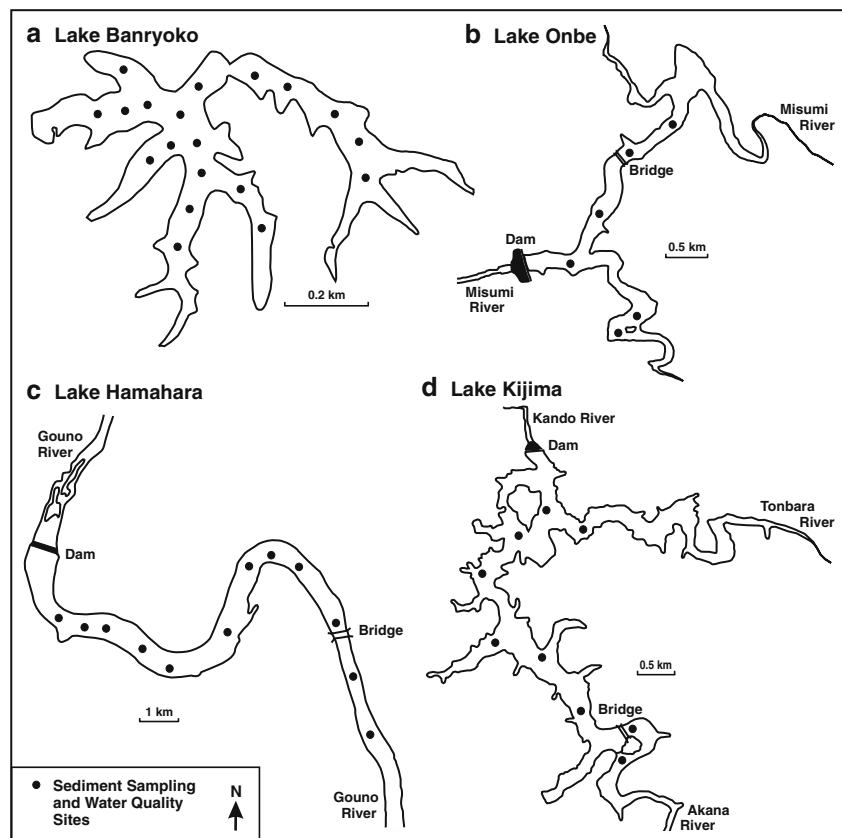 a Lake Banryoko
0.2 km
b Lake Onbe
Misumi
River
Bridge
0.5 km
Dam
Misumi
River
c Lake Hamahara
Gouno
River
Dam
Bridge
1 km
Gouno
River
d Lake Kijima
Kando River
Dam
Tonbara
River
0.5 km
Bridge
Akana
River
Sediment Sampling
and Water Quality
Sites
N